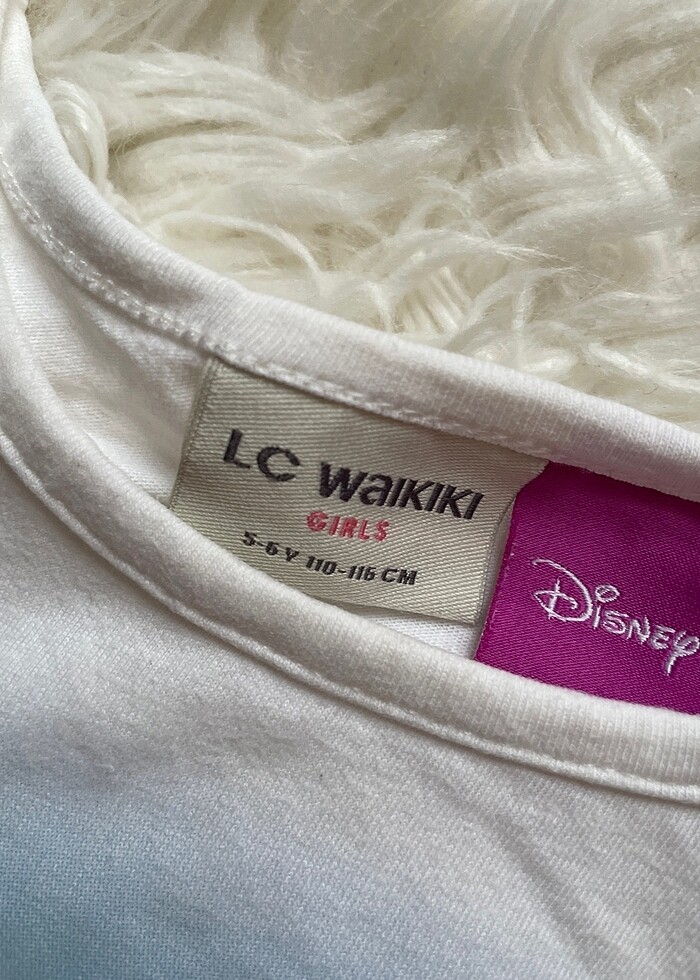 LC WAIKIKI
GIRLS
5-6 Y 110-116 CM
DISNEY